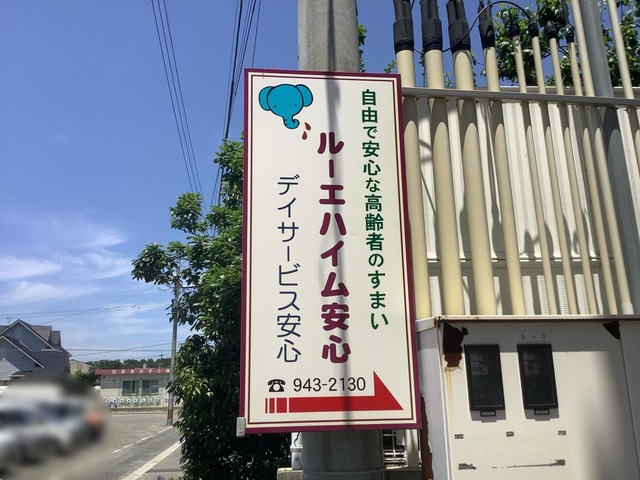 自由で安心な高齢者のすまい
ルーエハイム安心
デイサービス安心
☎ 943-2130